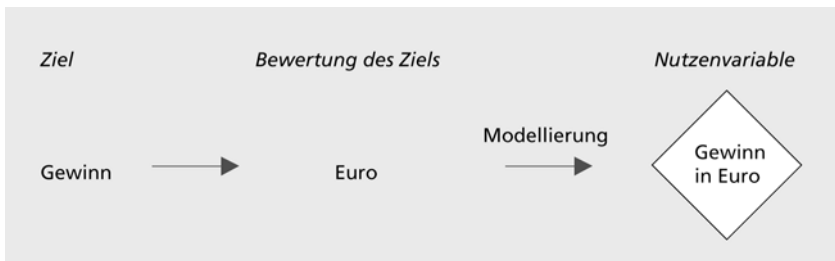 Ziel
Bewertung des Ziels
Nutzenvariable
Modellierung
Gewinn
Euro
Gewinn
in Euro